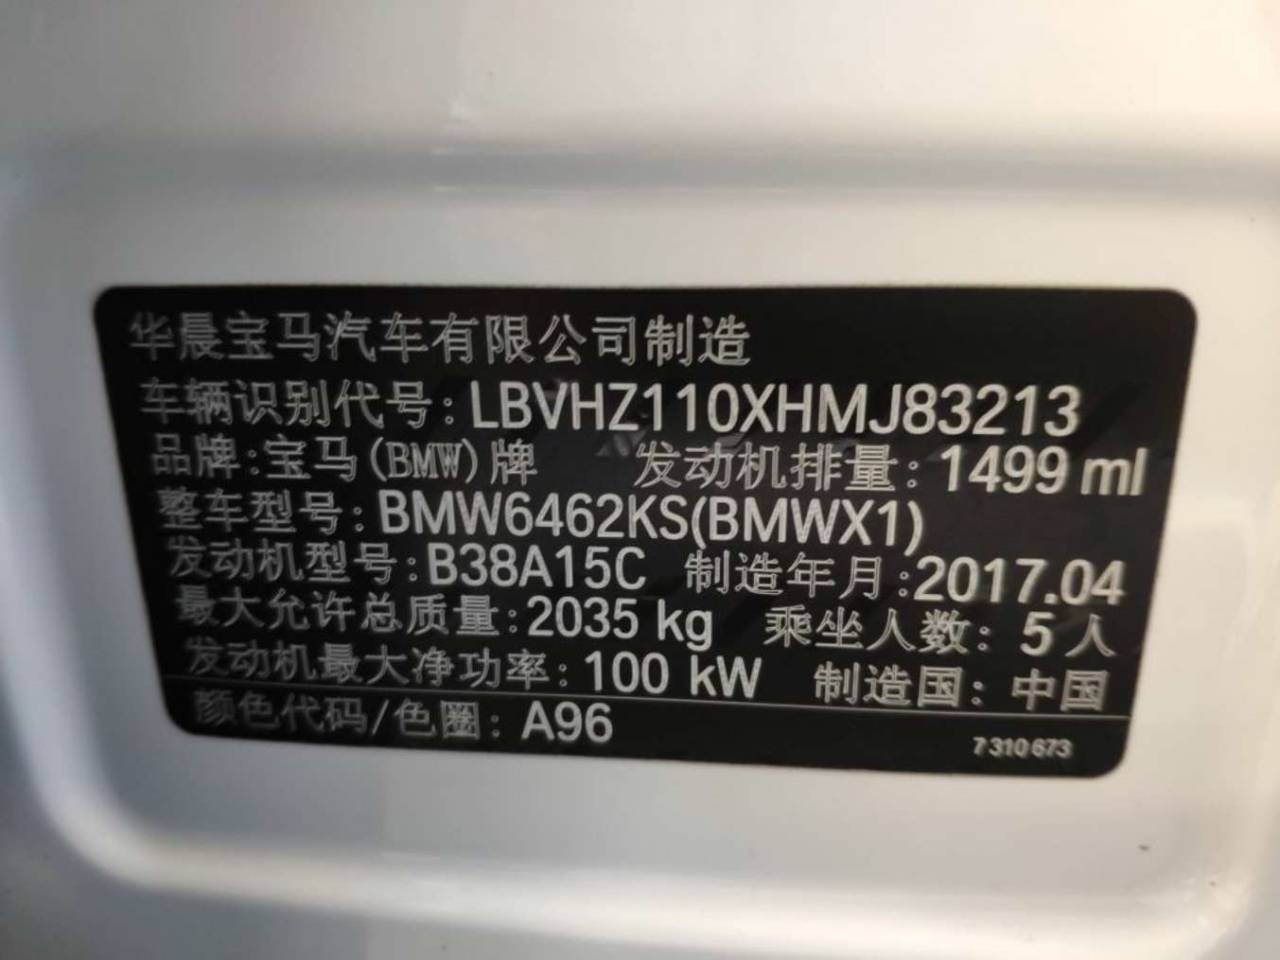 华晨宝马汽车有限公司制造
车辆识别代号: LBVHZ110XHMJ83213
品牌: 宝马(BMW)牌 发动机排量: 1499 ml
整车型号: BMW6462KS(BMWX1)
发动机型号: B38A15C 制造年月: 2017.04
最大允许总质量: 2035 kg 乘坐人数: 5人
发动机最大净功率: 100 kW 制造国: 中国
颜色代码/色圈: A96
7310673